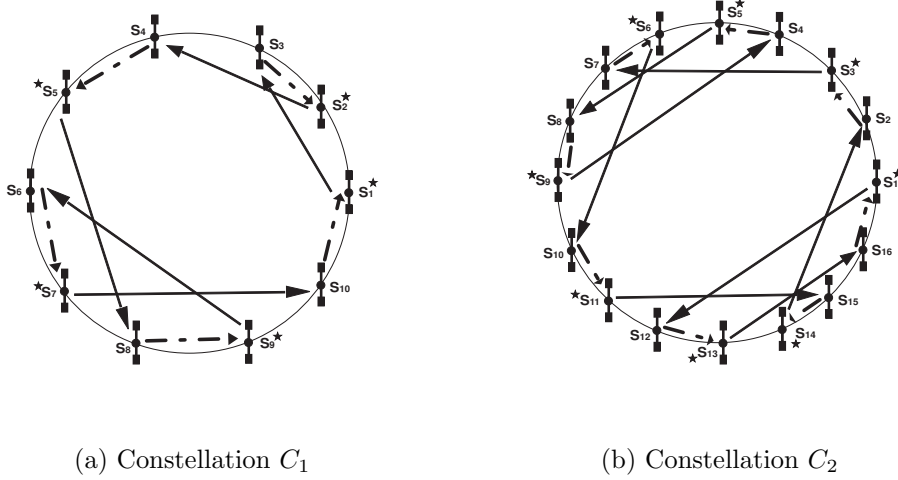 S4
S3
★S5
S2★
S6
S1★
★S7
S10
S8
S9★
★S6
S5★
S4
S7
S3★
S8
S2
★S9
S1★
S10
S16
★S11
S15
S12
★S13
S14
★
(a) Constellation C1
(b) Constellation C2